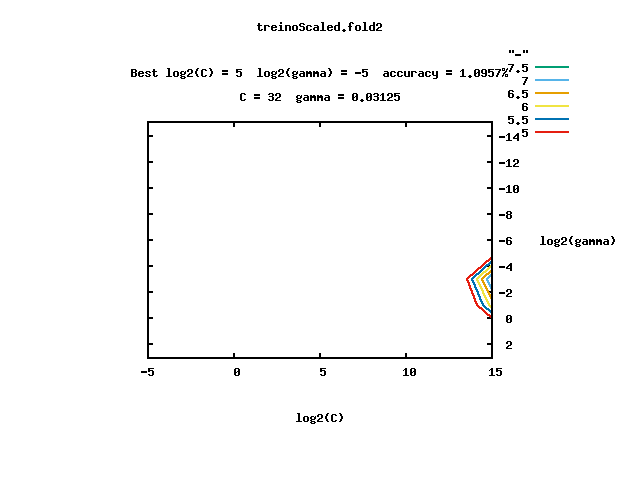 treinoScaled.fold2
"-"
Best log2(C) = 5  log2(gamma) = -5  accuracy = 1.0957%
7.5
7
6.5
6
5.5
5
C = 32  gamma = 0.03125
-14
-12
-10
-8
-6
-4
-2
0
2
log2(gamma)
-5 0 5 10 15
log2(C)